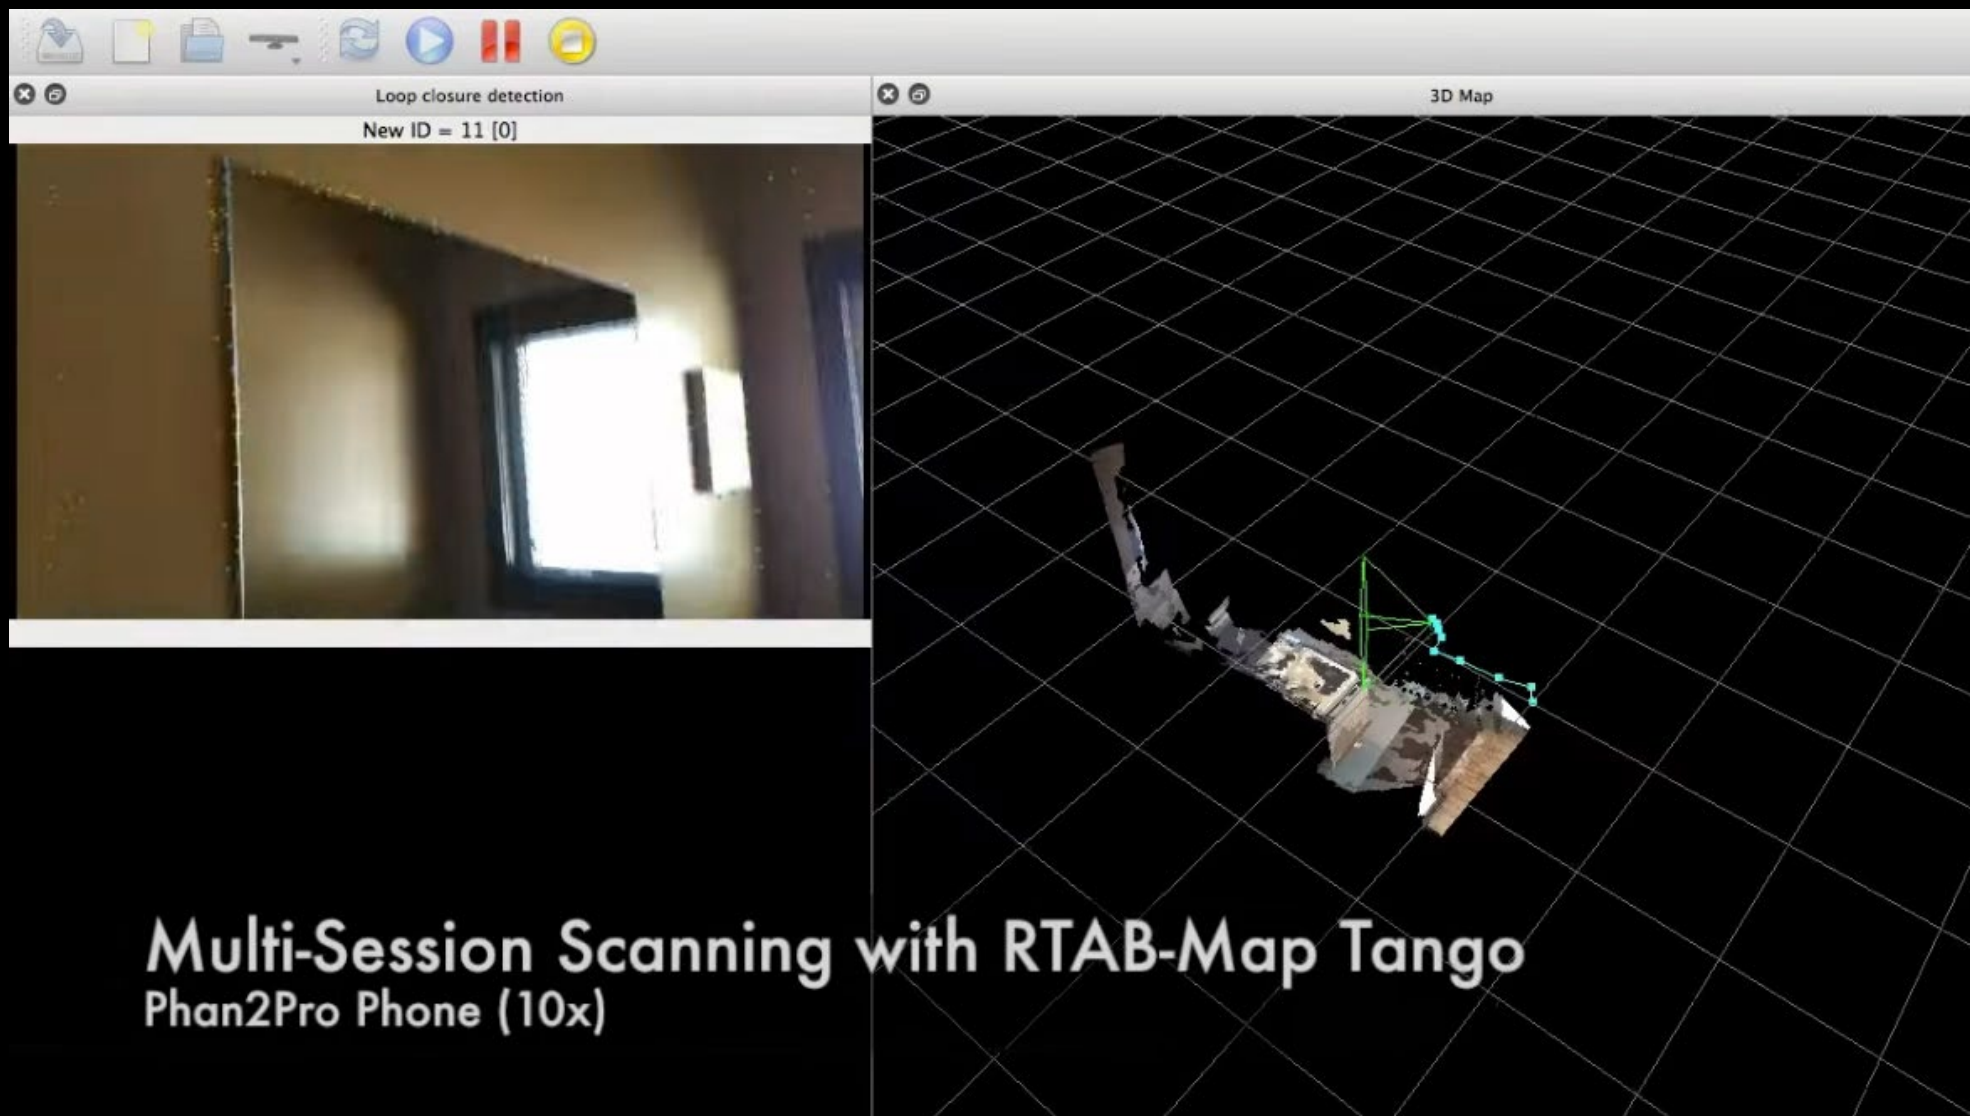 Loop closure detection
New ID = 11 [0]
3D Map
Multi-Session Scanning with RTAB-Map Tango
Phan2Pro Phone (10x)